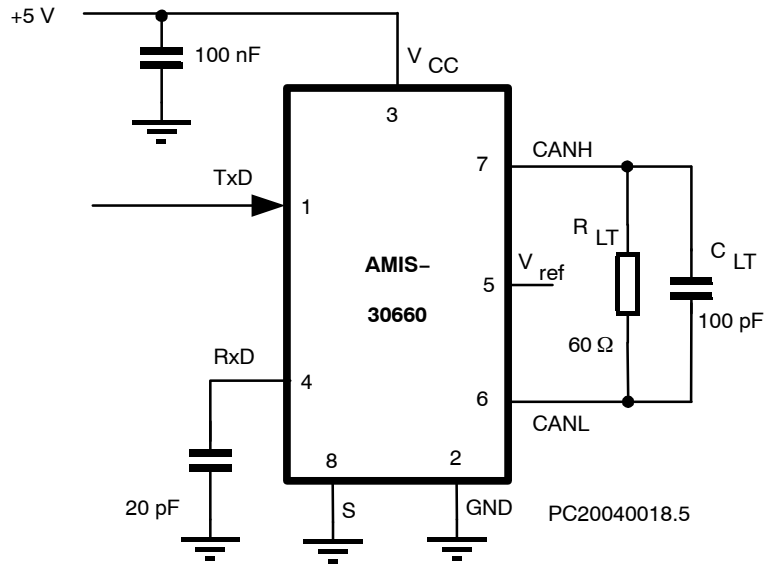 +5 V
100 nF
V CC
3
7
CANH
TxD
1
R LT
C LT
AMIS–
30660
V ref
5
100 pF
60 Ω
RxD
4
6
CANL
8
2
20 pF
S
GND
PC20040018.5